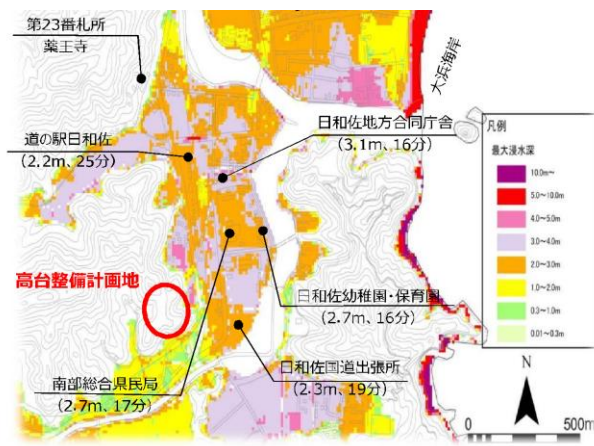 第23番札所
薬王寺
大浜海岸
道の駅日和佐
(2.2m、25分)
日和佐地方合同庁舎
(3.1m、16分)
凡例
最大浸水深
10.0m~
5.0~10.0m
4.0~5.0m
3.0~4.0m
2.0~3.0m
1.0~2.0m
0.3~1.0m
0.01~0.3m
高台整備計画地
日和佐幼稚園・保育園
(2.7m、16分)
南部総合県民局
(2.7m、17分)
日和佐国道出張所
(2.3m、19分)
N
0 500m